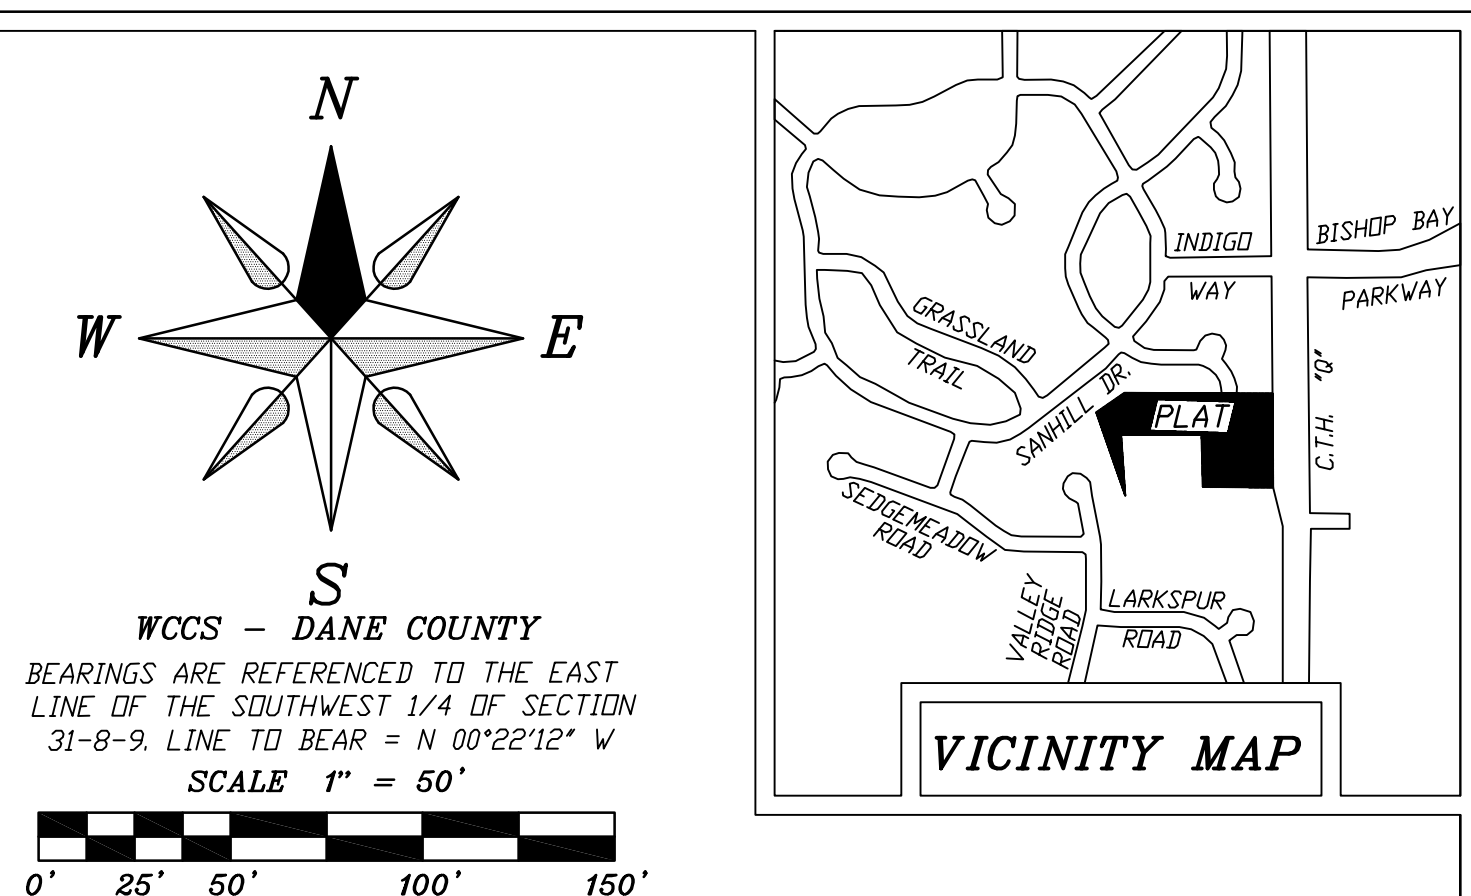 N
W
E
S
WCCS - DANE COUNTY
BEARINGS ARE REFERENCED TO THE EAST
LINE OF THE SOUTHWEST 1/4 OF SECTION
31-8-9. LINE TO BEAR = N 00°22'12" W
SCALE 1" = 50'
0' 25' 50' 100' 150'
INDIGO
WAY
BISHOP BAY
PARKWAY
GRASSLAND
TRAIL
SANHILL DR.
PLAT
C.T.H. "Q"
SEDGEMEADOW
ROAD
VALLEY
RIDGE
ROAD
LARKSPUR
ROAD
VICINITY MAP